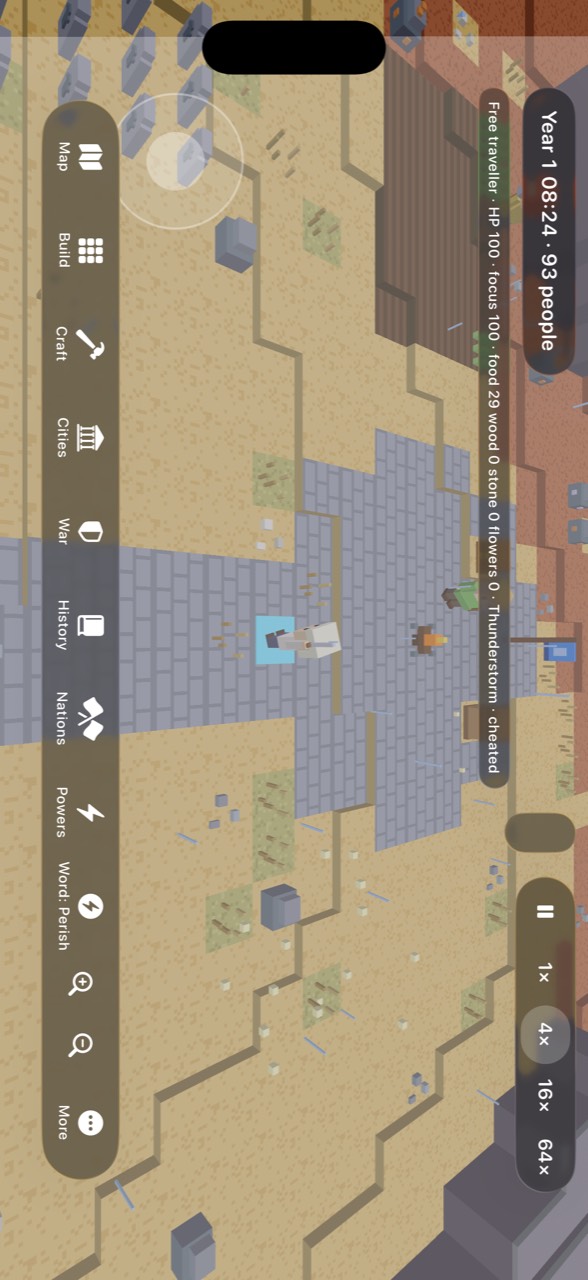 Year 1 08:24 · 93 people
Free traveller · HP 100 · focus 100 · food 29 wood 0 stone 0 flowers 0 · Thunderstorm · cheated
1×
4×
16×
64×
Map
Build
Craft
Cities
War
History
Nations
Powers
Word: Perish
More